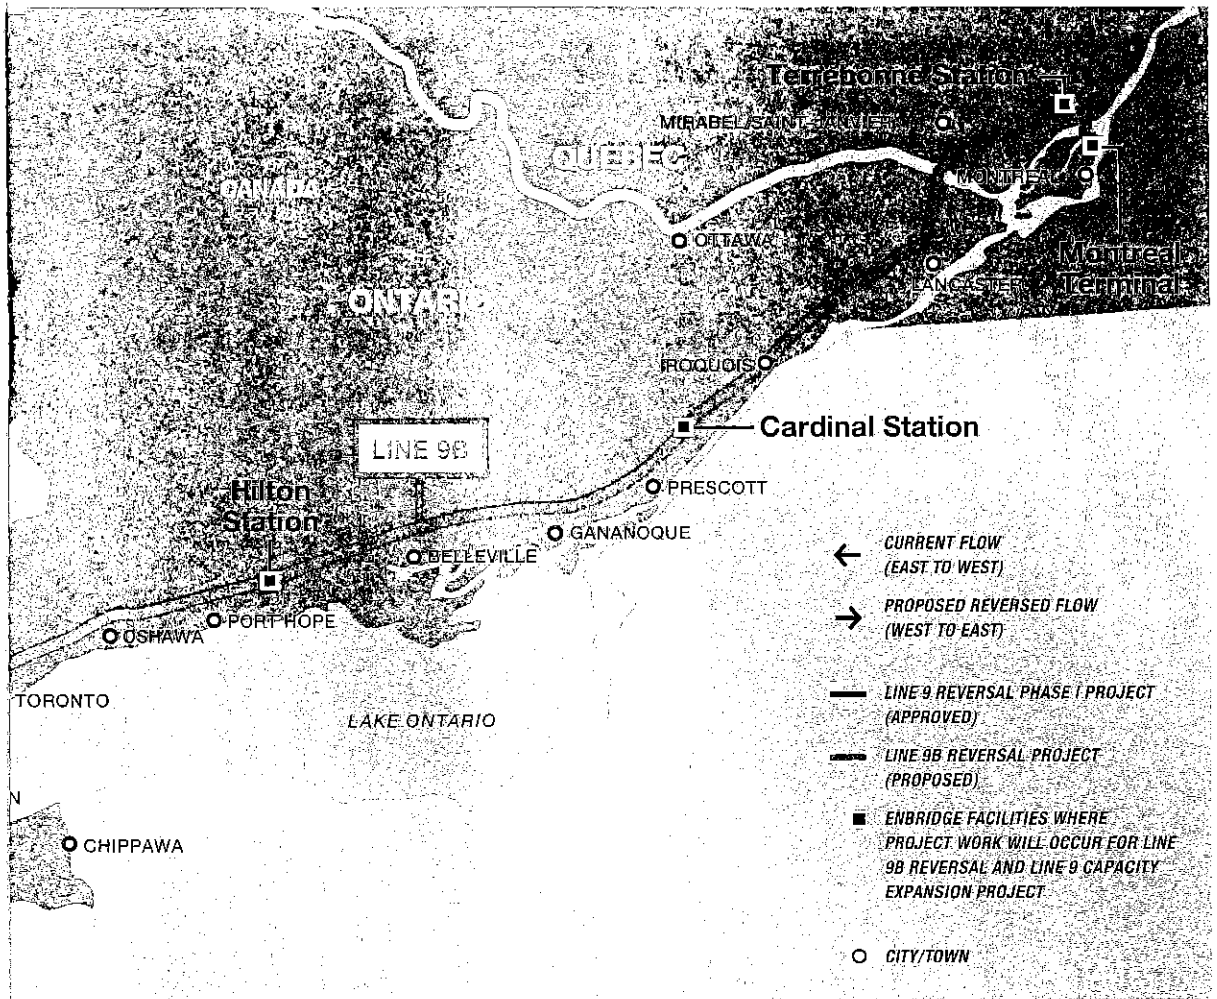 Terrebonne Station
MIRABEL/SAINT-JANVIER
QUEBEC
CANADA
MONTREAL
OTTAWA
Montreal
Terminal
LANCASTER
ONTARIO
IROQUOIS
Cardinal Station
LINE 9B
PRESCOTT
Hilton
Station
GANANOQUE
BELLEVILLE
PORT HOPE
OSHAWA
TORONTO
LAKE ONTARIO
N
CHIPPAWA
CURRENT FLOW
(EAST TO WEST)
PROPOSED REVERSED FLOW
(WEST TO EAST)
LINE 9 REVERSAL PHASE I PROJECT
(APPROVED)
LINE 9B REVERSAL PROJECT
(PROPOSED)
ENBRIDGE FACILITIES WHERE
PROJECT WORK WILL OCCUR FOR LINE
9B REVERSAL AND LINE 9 CAPACITY
EXPANSION PROJECT
CITY/TOWN